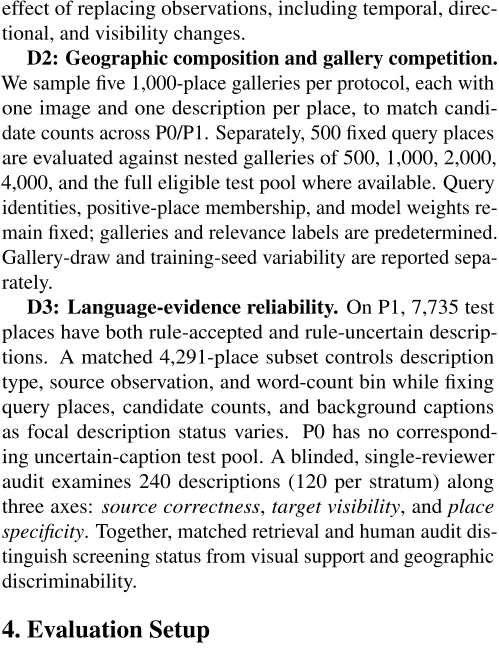 effect of replacing observations, including temporal, direc-
tional, and visibility changes.
D2: Geographic composition and gallery competition.
We sample five 1,000-place galleries per protocol, each with
one image and one description per place, to match candi-
date counts across P0/P1. Separately, 500 fixed query places
are evaluated against nested galleries of 500, 1,000, 2,000,
4,000, and the full eligible test pool where available. Query
identities, positive-place membership, and model weights re-
main fixed; galleries and relevance labels are predetermined.
Gallery-draw and training-seed variability are reported sepa-
rately.
D3: Language-evidence reliability. On P1, 7,735 test
places have both rule-accepted and rule-uncertain descrip-
tions. A matched 4,291-place subset controls description
type, source observation, and word-count bin while fixing
query places, candidate counts, and background captions
as focal description status varies. P0 has no correspond-
ing uncertain-caption test pool. A blinded, single-reviewer
audit examines 240 descriptions (120 per stratum) along
three axes: source correctness, target visibility, and place
specificity. Together, matched retrieval and human audit dis-
tinguish screening status from visual support and geographic
discriminability.
4. Evaluation Setup